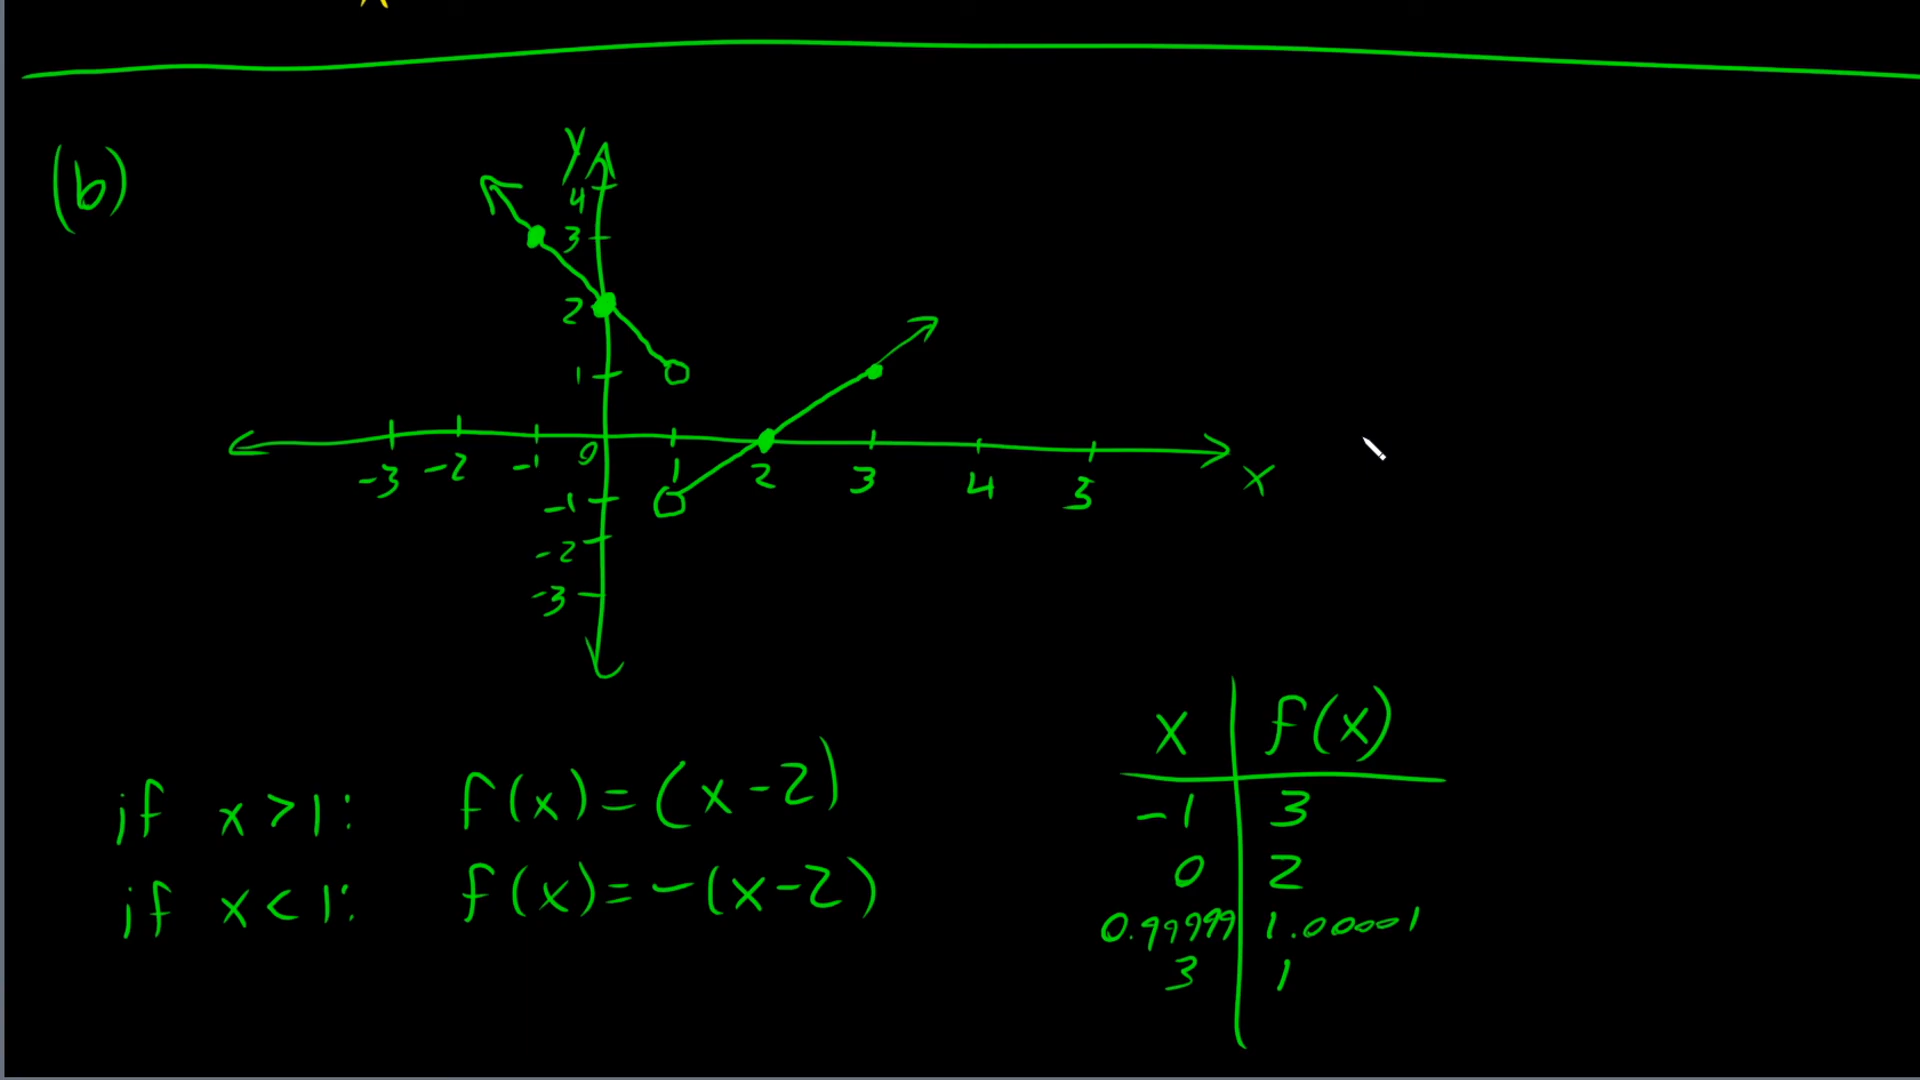 (b)
y
4
3
2
1
-3 -2 -1 0 1 2 3 4 5 x
-1
-2
-3
x f(x)
-1 3
0 2
0.99999 1.00001
3 1
if x>1: f(x)=(x-2)
if x<1: f(x)=-(x-2)